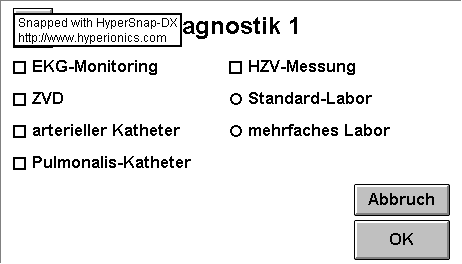 Snapped with HyperSnap-DX
http://www.hyperionics.com
agnostik 1
EKG-Monitoring
HZV-Messung
ZVD
Standard-Labor
arterieller Katheter
mehrfaches Labor
Pulmonalis-Katheter
Abbruch
OK